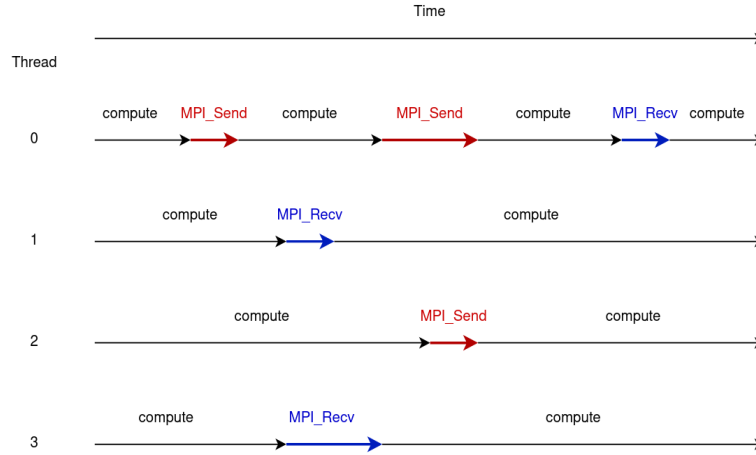 Time
Thread
compute MPI_Send compute MPI_Send compute MPI_Recv compute
0
compute MPI_Recv compute
1
compute MPI_Send compute
2
compute MPI_Recv compute
3